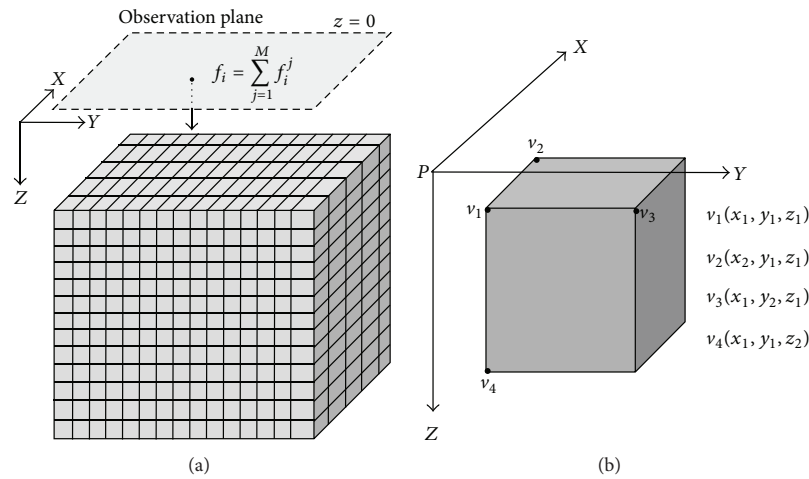 Observation plane
z = 0
f_i = \sum_{j=1}^{M} f_i^j
X
Y
Z
(a)
X
P
Y
Z
v_1
v_2
v_3
v_4
v_1(x_1, y_1, z_1)
v_2(x_2, y_1, z_1)
v_3(x_1, y_2, z_1)
v_4(x_1, y_1, z_2)
(b)